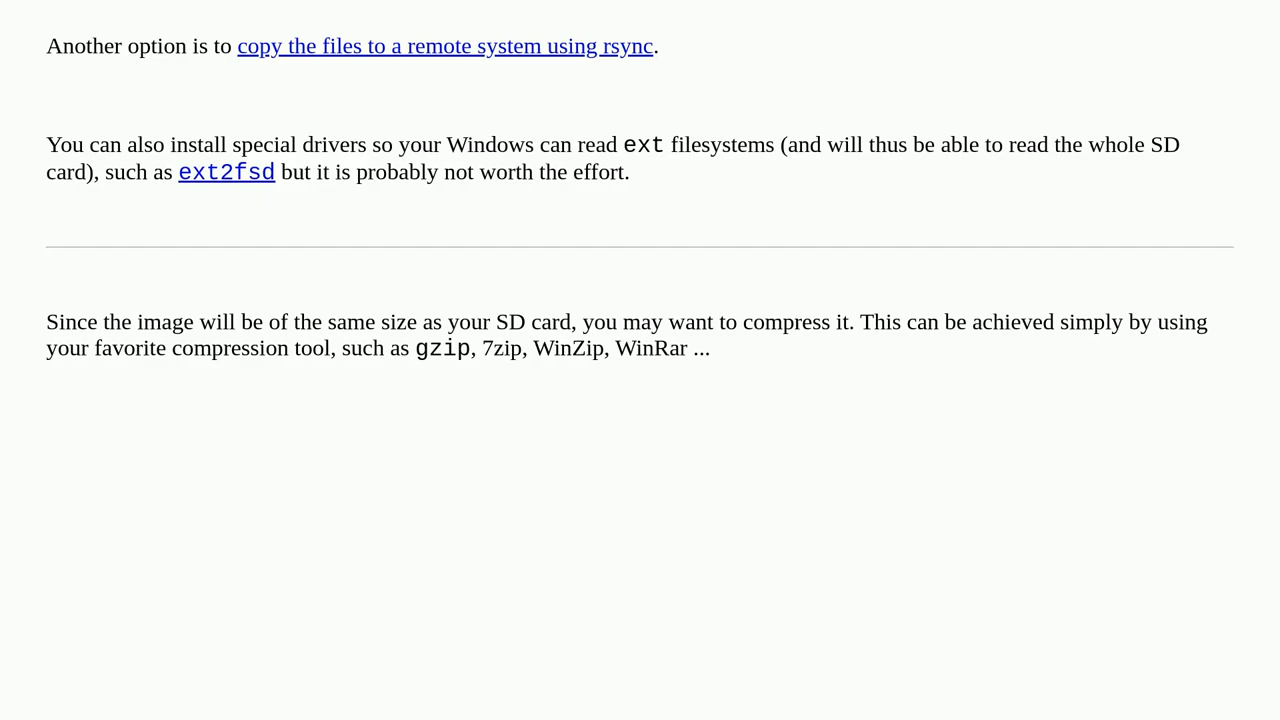 Another option is to copy the files to a remote system using rsync.
You can also install special drivers so your Windows can read ext filesystems (and will thus be able to read the whole SD
card), such as ext2fsd but it is probably not worth the effort.
Since the image will be of the same size as your SD card, you may want to compress it. This can be achieved simply by using
your favorite compression tool, such as gzip, 7zip, WinZip, WinRar ...